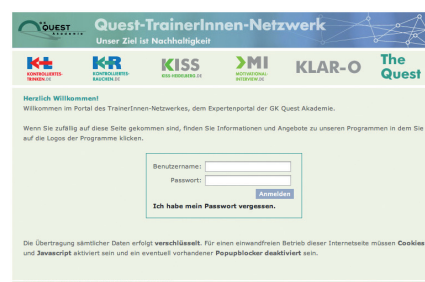 QUEST
AKADEMIE
Quest-TrainerInnen-Netzwerk
Unser Ziel ist Nachhaltigkeit
KONTROLLIERTES-
TRINKEN.DE
KONTROLLIERTES-
RAUCHEN.DE
KISS
KISS-HEIDELBERG.DE
MI
MOTIVATIONAL-
INTERVIEW.DE
KLAR-O
The
Quest
Herzlich Willkommen!
Willkommen im Portal des TrainerInnen-Netzwerkes, dem Expertenportal der GK Quest Akademie.
Wenn Sie zufällig auf diese Seite gekommen sind, finden Sie Informationen und Angebote zu unseren Programmen in dem Sie
auf die Logos der Programme klicken.
Benutzername:
Passwort:
Anmelden
Ich habe mein Passwort vergessen.
Die Übertragung sämtlicher Daten erfolgt verschlüsselt. Für einen einwandfreien Betrieb dieser Internetseite müssen Cookies
und Javascript aktiviert sein und ein eventuell vorhandener Popupblocker deaktiviert sein.